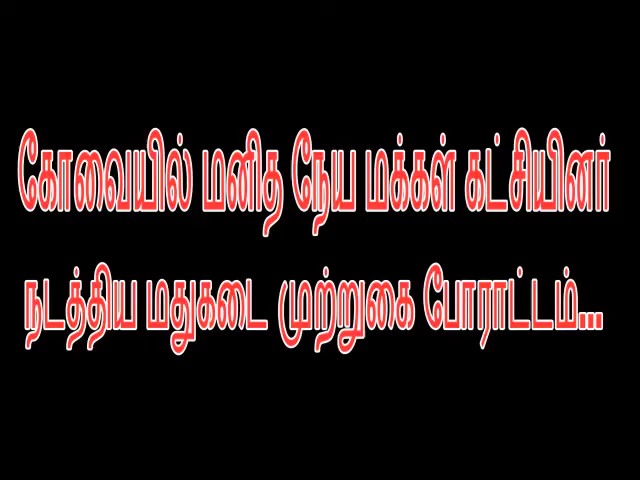 கோவையில் மனித நேய மக்கள் கட்சியினர்
நடத்திய மதுகடை முற்றுகை போராட்டம்...